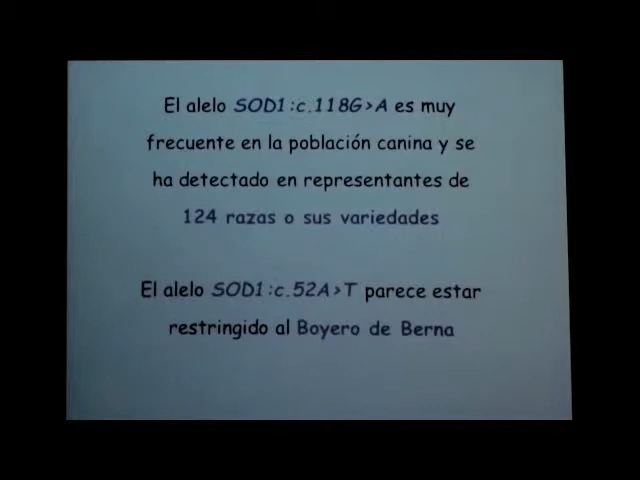 El alelo SOD1:c.118G>A es muy
frecuente en la población canina y se
ha detectado en representantes de
124 razas o sus variedades
El alelo SOD1:c.52A>T parece estar
restringido al Boyero de Berna